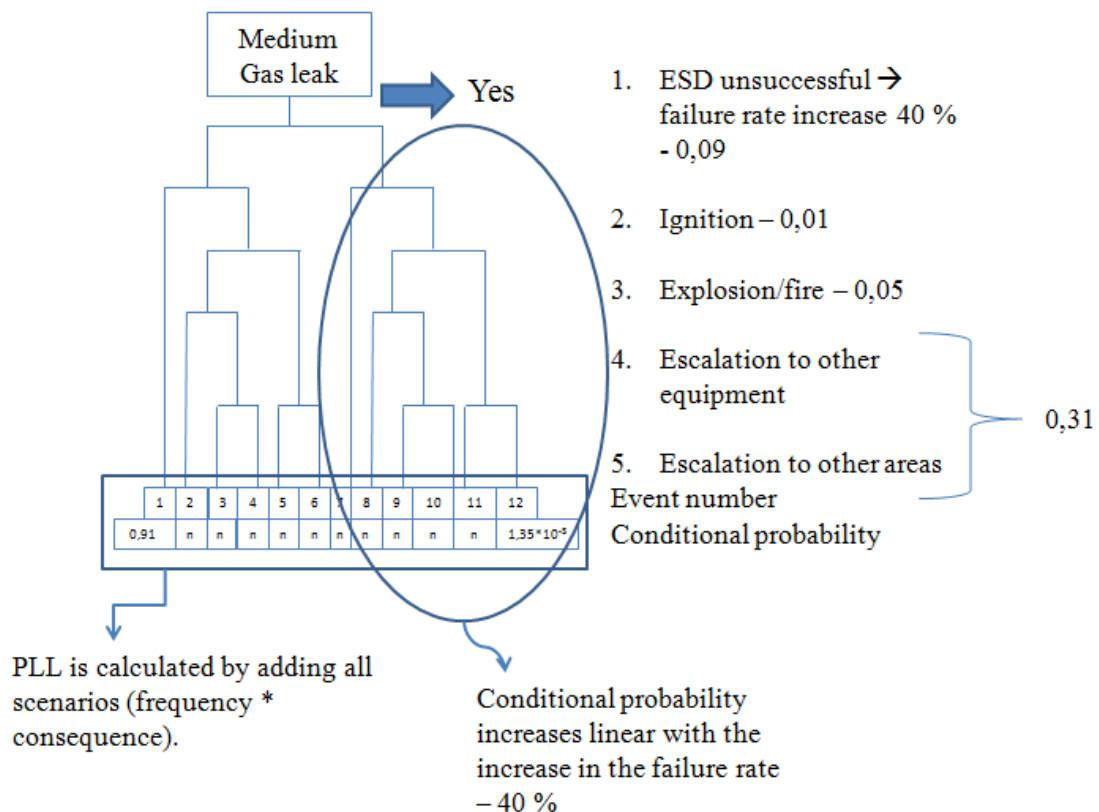 Medium
Gas leak
Yes
1. ESD unsuccessful →
failure rate increase 40 %
- 0,09
2. Ignition – 0,01
3. Explosion/fire – 0,05
4. Escalation to other
equipment
0,31
5. Escalation to other areas
Event number
Conditional probability
1 2 3 4 5 6 7 8 9 10 11 12
0,91 n n n n n n n n n n 1,35*10⁻⁵
PLL is calculated by adding all
scenarios (frequency *
consequence).
Conditional probability
increases linear with the
increase in the failure rate
– 40 %